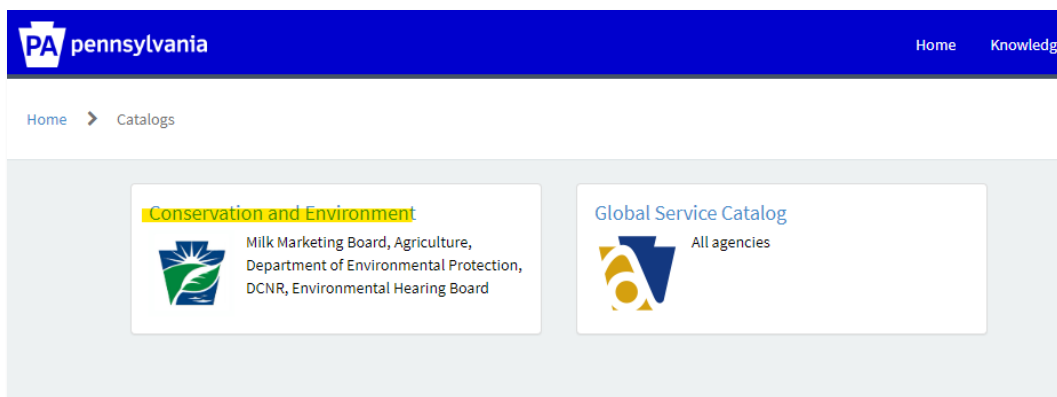 PA pennsylvania
Home
Home Catalogs
Conservation and Environment
Milk Marketing Board, Agriculture,
Department of Environmental Protection,
DCNR, Environmental Hearing Board
Global Service Catalog
All agencies